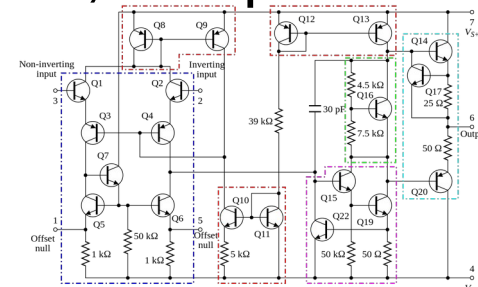 Q8
Q9
Q12
Q13
7
Q14
Non-inverting
input
Inverting
input
Q1
Q2
3
2
4.5 kΩ
Q16
Q17
25 Ω
Q3
Q4
39 kΩ
30 pF
7.5 kΩ
6
50 Ω
Q7
Q10
Q15
Q20
1
Q5
Q6
5
Offset
null
Offset
null
Q11
Q22
Q19
50 kΩ
1 kΩ
1 kΩ
5 kΩ
50 kΩ
50 Ω
4